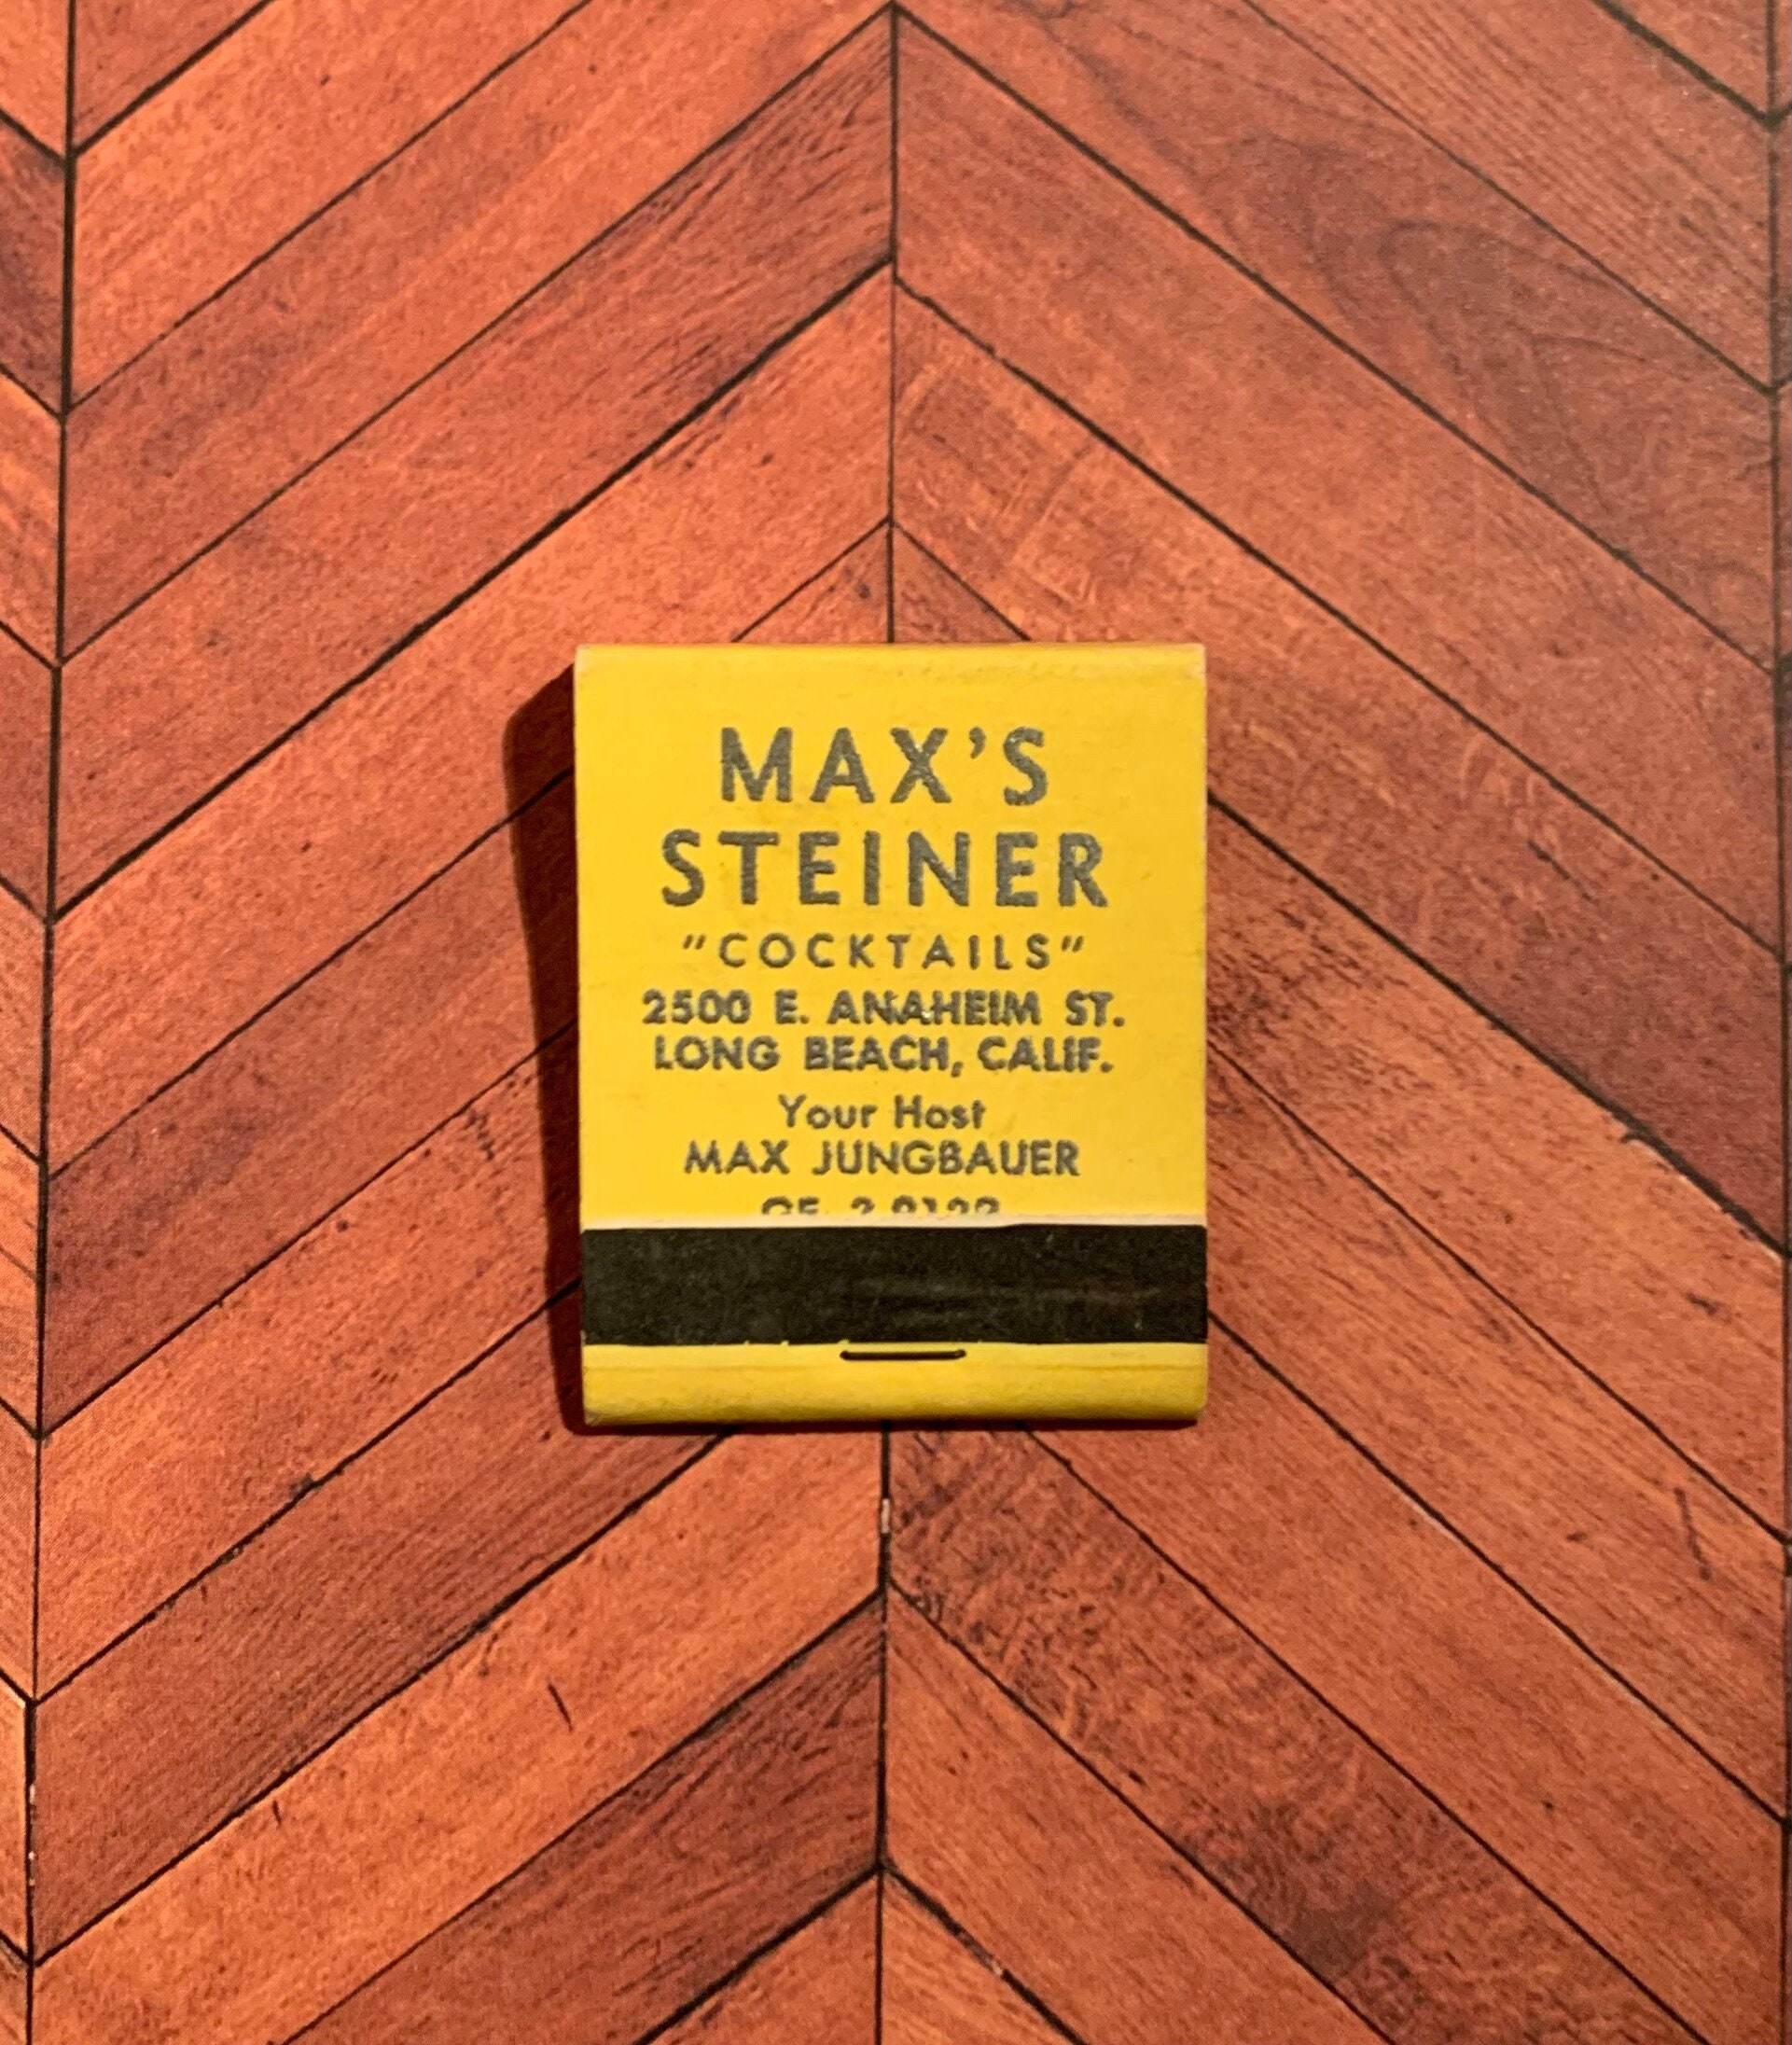 MAX'S
STEINER
"COCKTAILS"
2500 E. ANAHEIM ST.
LONG BEACH, CALIF.
Your Host
MAX JUNGBAUER